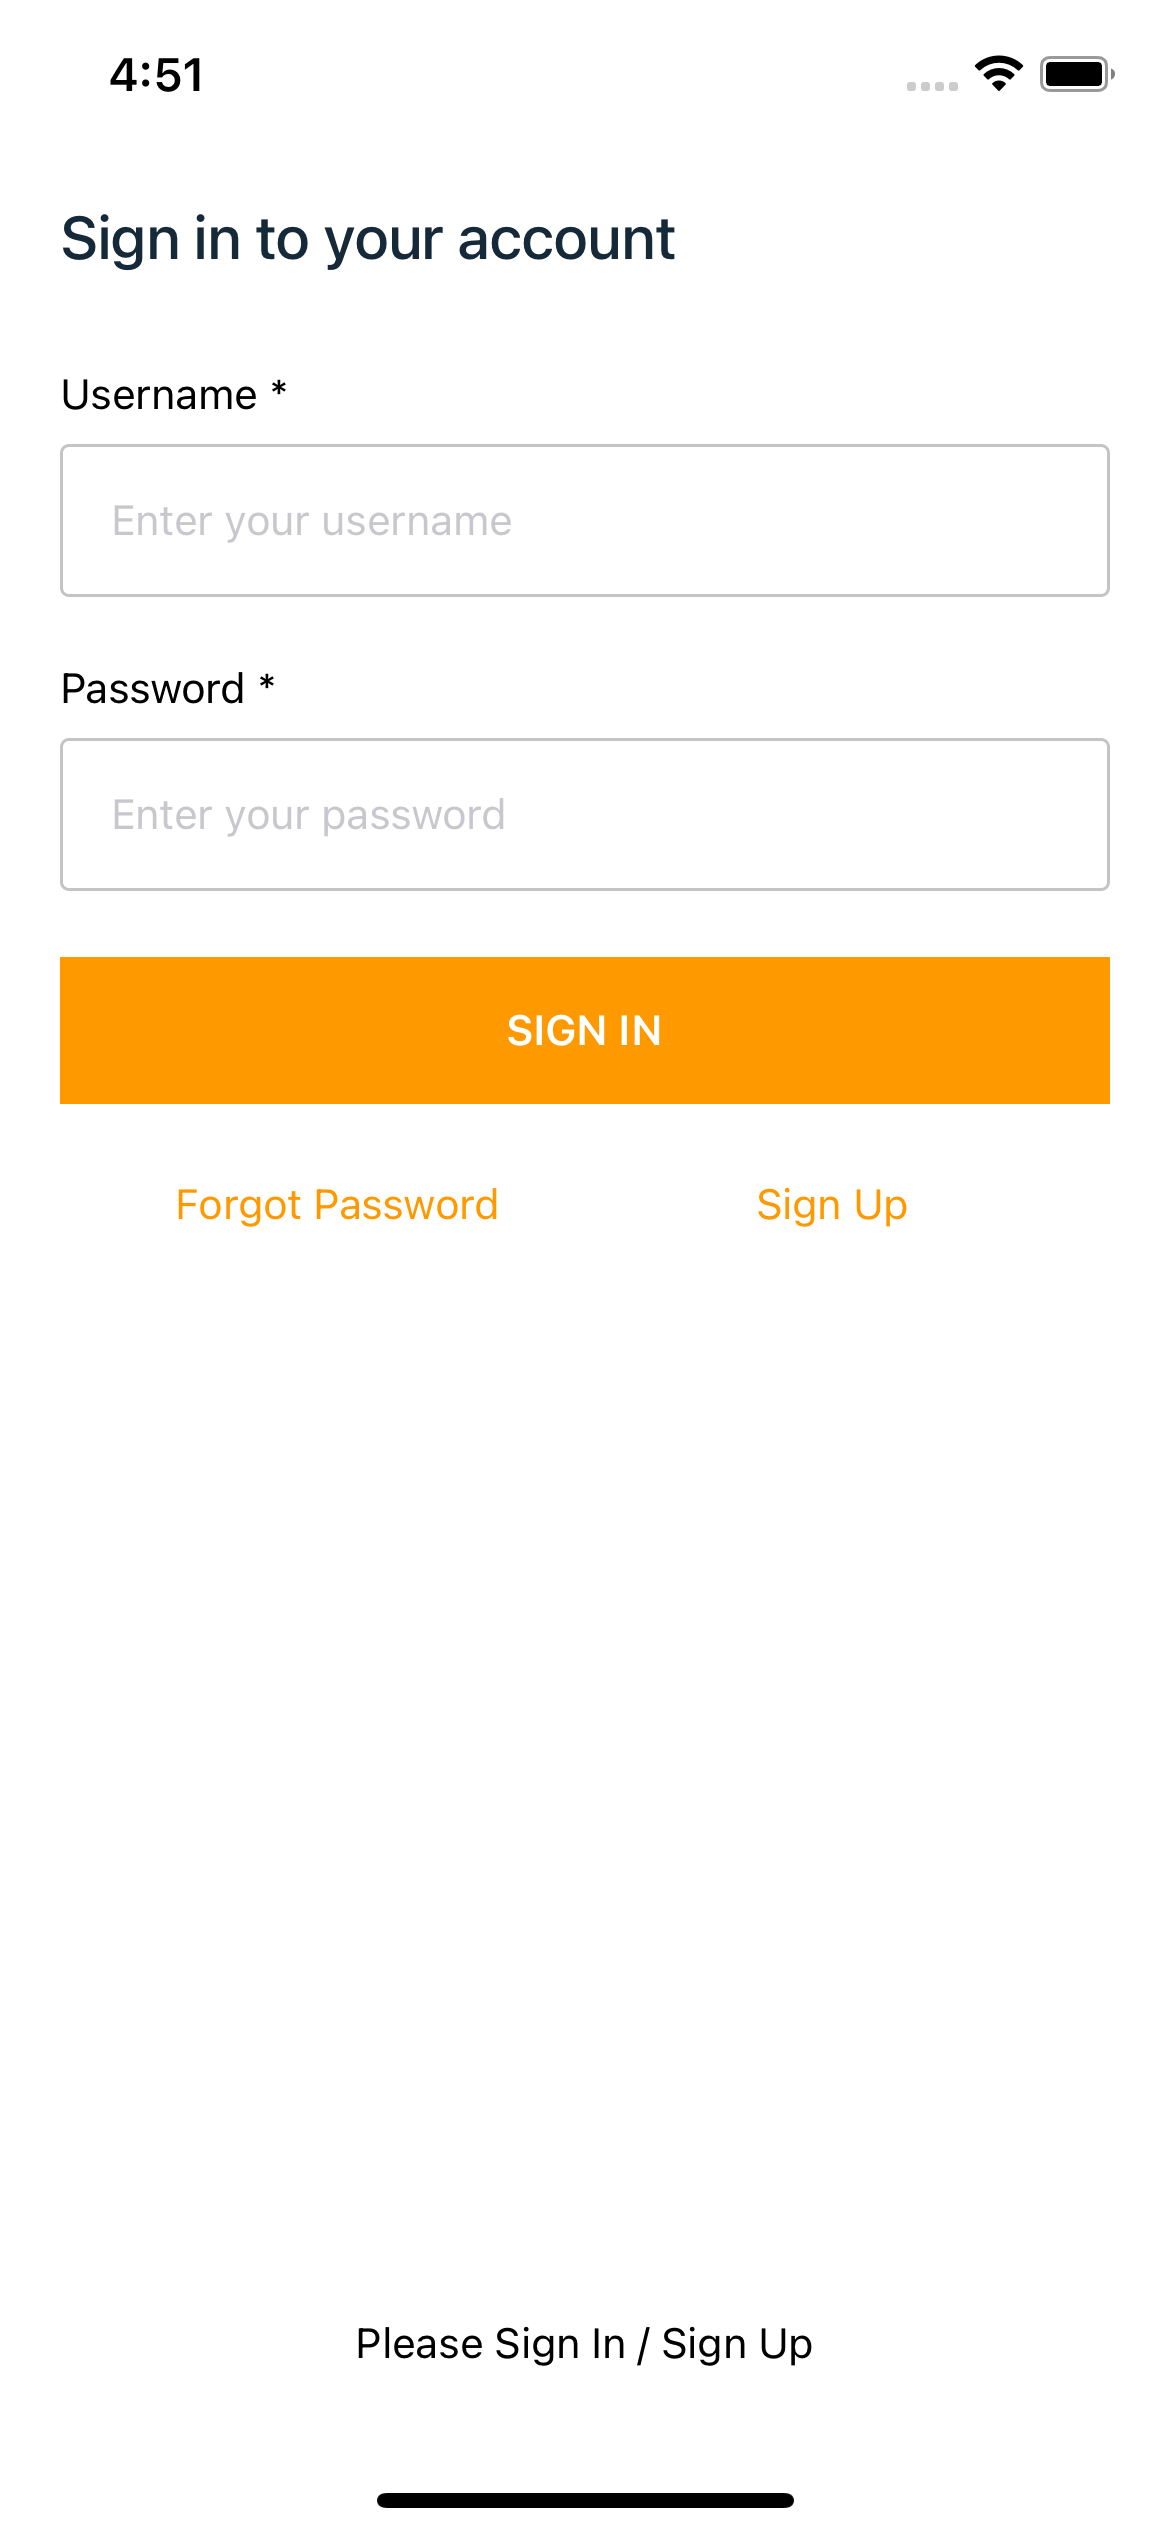 4:51
Sign in to your account
Username *
Enter your username
Password *
Enter your password
SIGN IN
Forgot Password Sign Up
Please Sign In / Sign Up